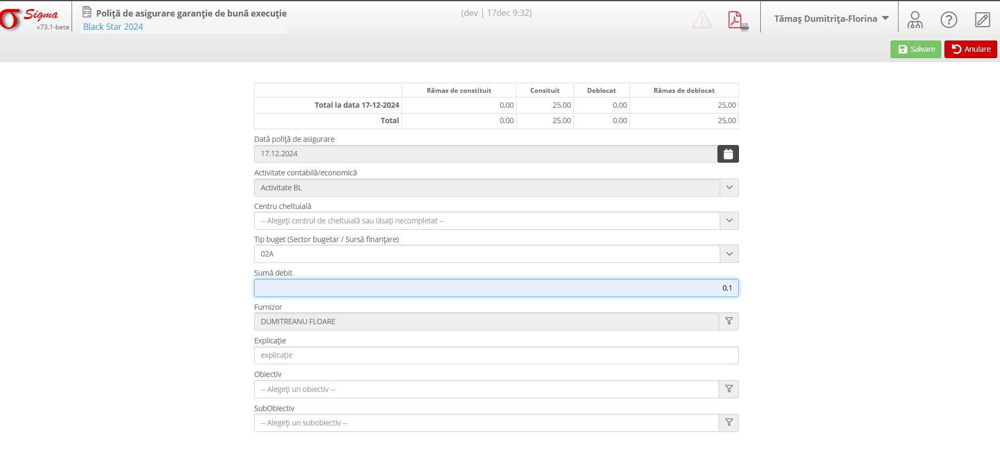 σ Sigma
v73.1-beta
Poliță de asigurare garanție de bună execuție
Black Star 2024
(dev | 17dec 9:32)
Tămaș Dumitrița-Florina
?
Salvare
Anulare
Rămas de constituit Consituit Deblocat Rămas de deblocat
Total la data 17-12-2024 0,00 25,00 0,00 25,00
Total 0,00 25,00 0,00 25,00
Dată poliță de asigurare
17.12.2024
Activitate contabilă/economică
Activitate BL
Centru cheltuială
-- Alegeți centrul de cheltuială sau lăsați necompletat --
Tip buget (Sector bugetar / Sursă finanțare)
02A
Sumă debit
0,1
Furnizor
DUMITREANU FLOARE
Explicație
explicație
Obiectiv
-- Alegeți un obiectiv --
SubObiectiv
-- Alegeți un subobiectiv --